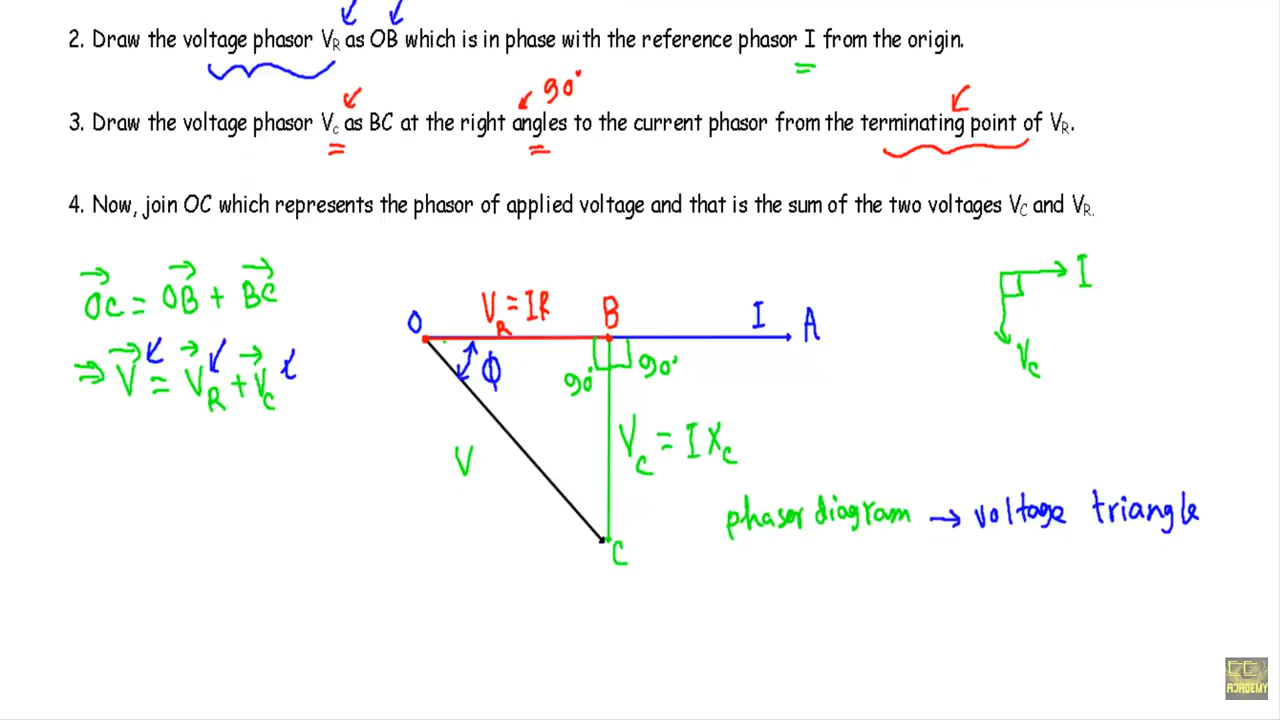 2. Draw the voltage phasor VR as OB which is in phase with the reference phasor I from the origin.
90°
3. Draw the voltage phasor Vc as BC at the right angles to the current phasor from the terminating point of VR.
4. Now, join OC which represents the phasor of applied voltage and that is the sum of the two voltages VC and VR.
OC = OB + BC
⇒ V = VR + VC
O
VR = IR
B
I
A
I
VC
Φ
90°
90°
V
VC = IXC
C
phasor diagram → voltage triangle
EE
ACADEMY